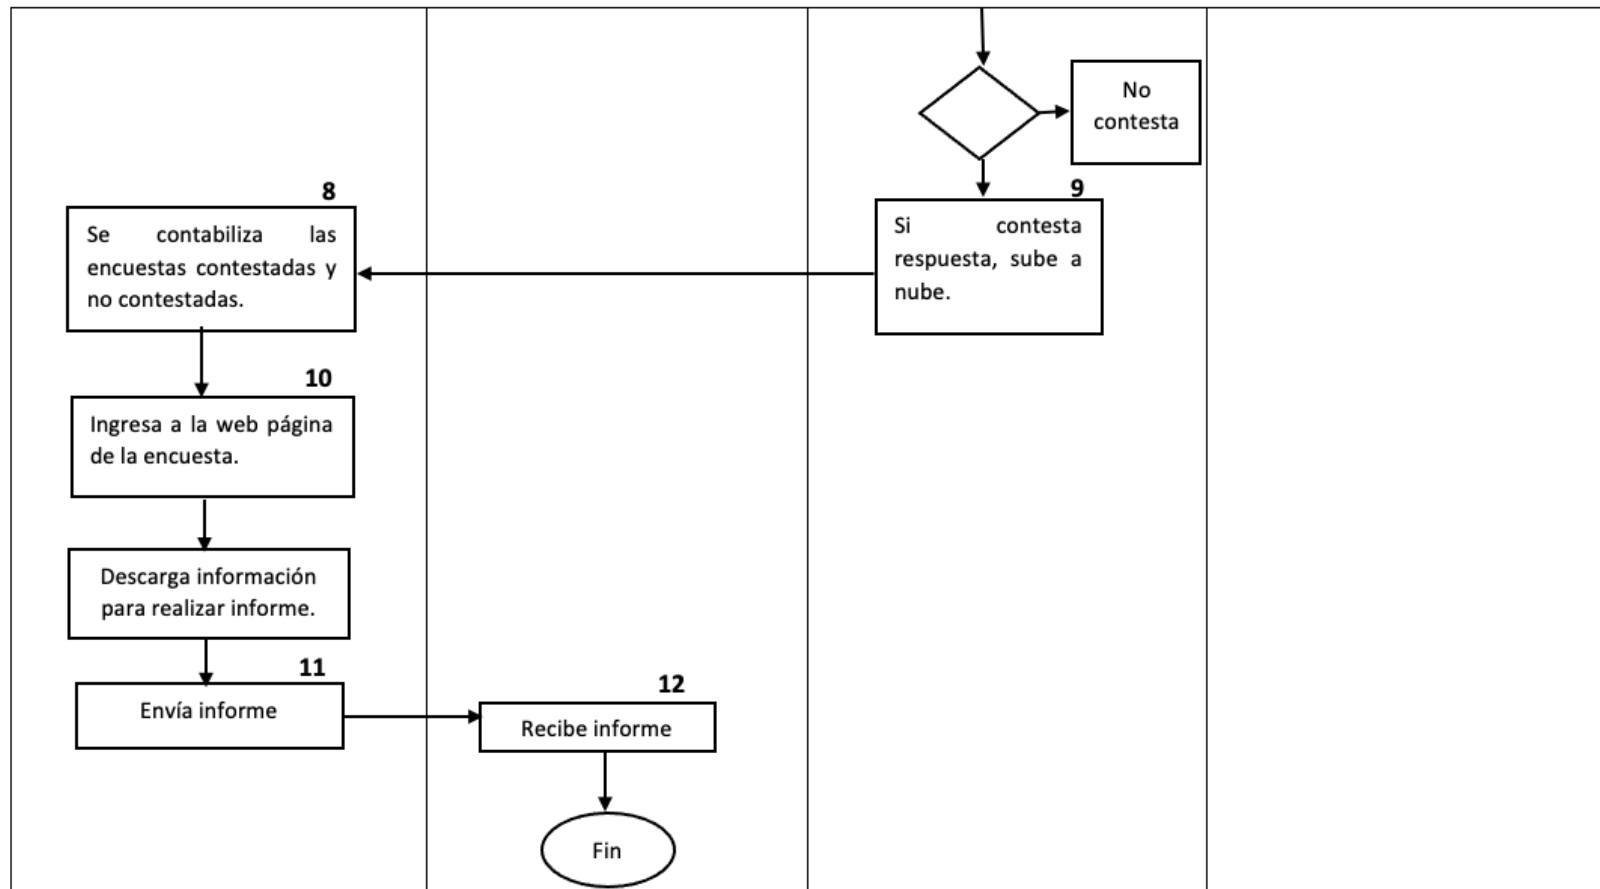 No
contesta
8
Se contabiliza las
encuestas contestadas y
no contestadas.
9
Si contesta
respuesta, sube a
nube.
10
Ingresa a la web página
de la encuesta.
Descarga información
para realizar informe.
11
Envía informe
12
Recibe informe
Fin